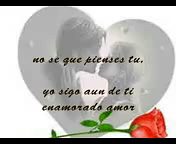 no se que pienses tu,
yo sigo aun de ti
enamorado amor